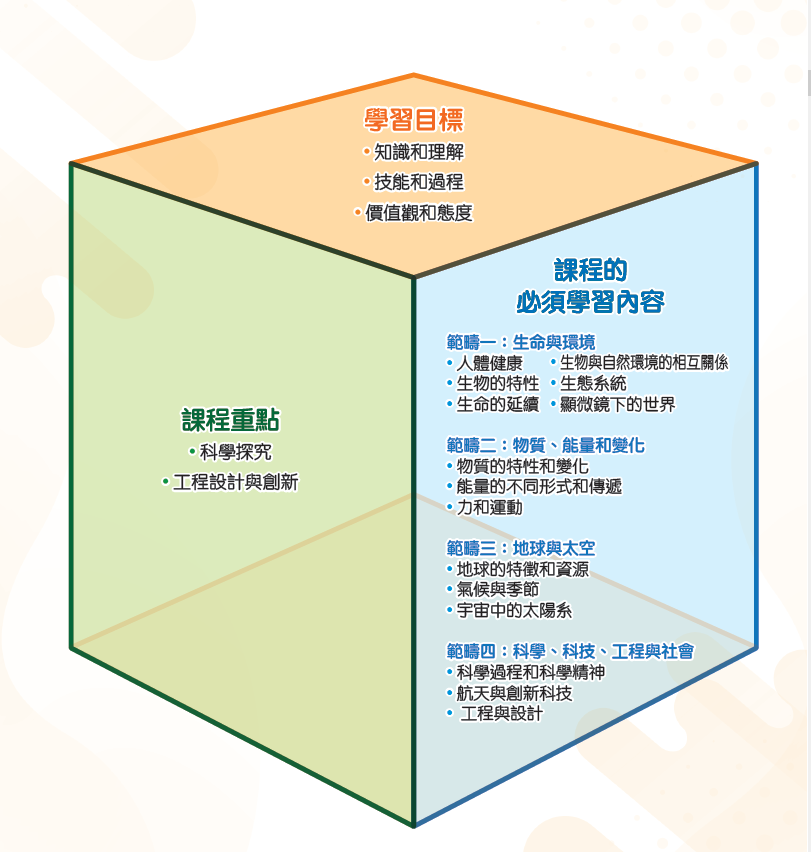 學習目標
• 知識和理解
• 技能和過程
• 價值觀和態度
課程的
必須學習內容
範疇一：生命與環境
• 人體健康 • 生物與自然環境的相互關係
• 生物的特性 • 生態系統
• 生命的延續 • 顯微鏡下的世界
範疇二：物質、能量和變化
• 物質的特性和變化
• 能量的不同形式和傳遞
• 力和運動
範疇三：地球與太空
• 地球的特徵和資源
• 氣候與季節
• 宇宙中的太陽系
範疇四：科學、科技、工程與社會
• 科學過程和科學精神
• 航天與創新科技
• 工程與設計
課程重點
• 科學探究
• 工程設計與創新